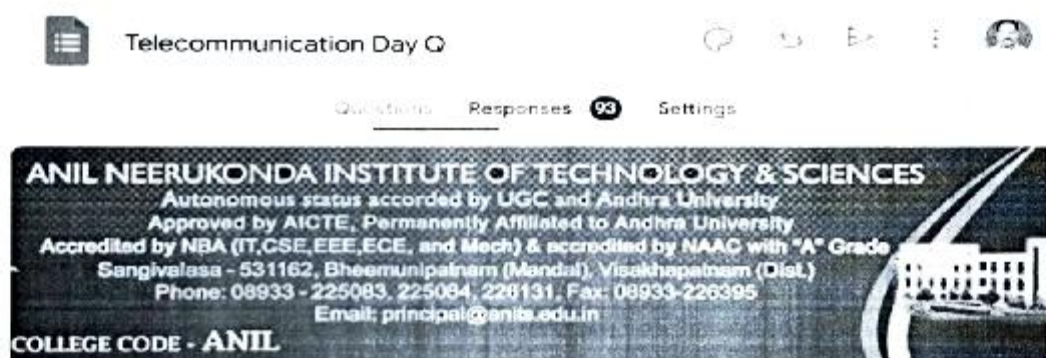 Telecommunication Day Q
Questions Responses 93 Settings
ANIL NEERUKONDA INSTITUTE OF TECHNOLOGY & SCIENCES
Autonomous status accorded by UGC and Andhra University
Approved by AICTE, Permanently Affiliated to Andhra University
Accredited by NBA (IT,CSE,EEE,ECE, and Mech) & accredited by NAAC with "A" Grade
Sangivalasa - 531162, Bheemunipatnam (Mandal), Visakhapatnam (Dist.)
Phone: 08933 - 225083, 225084, 226131, Fax: 08933-226395
Email: principal@anits.edu.in
COLLEGE CODE - ANIL